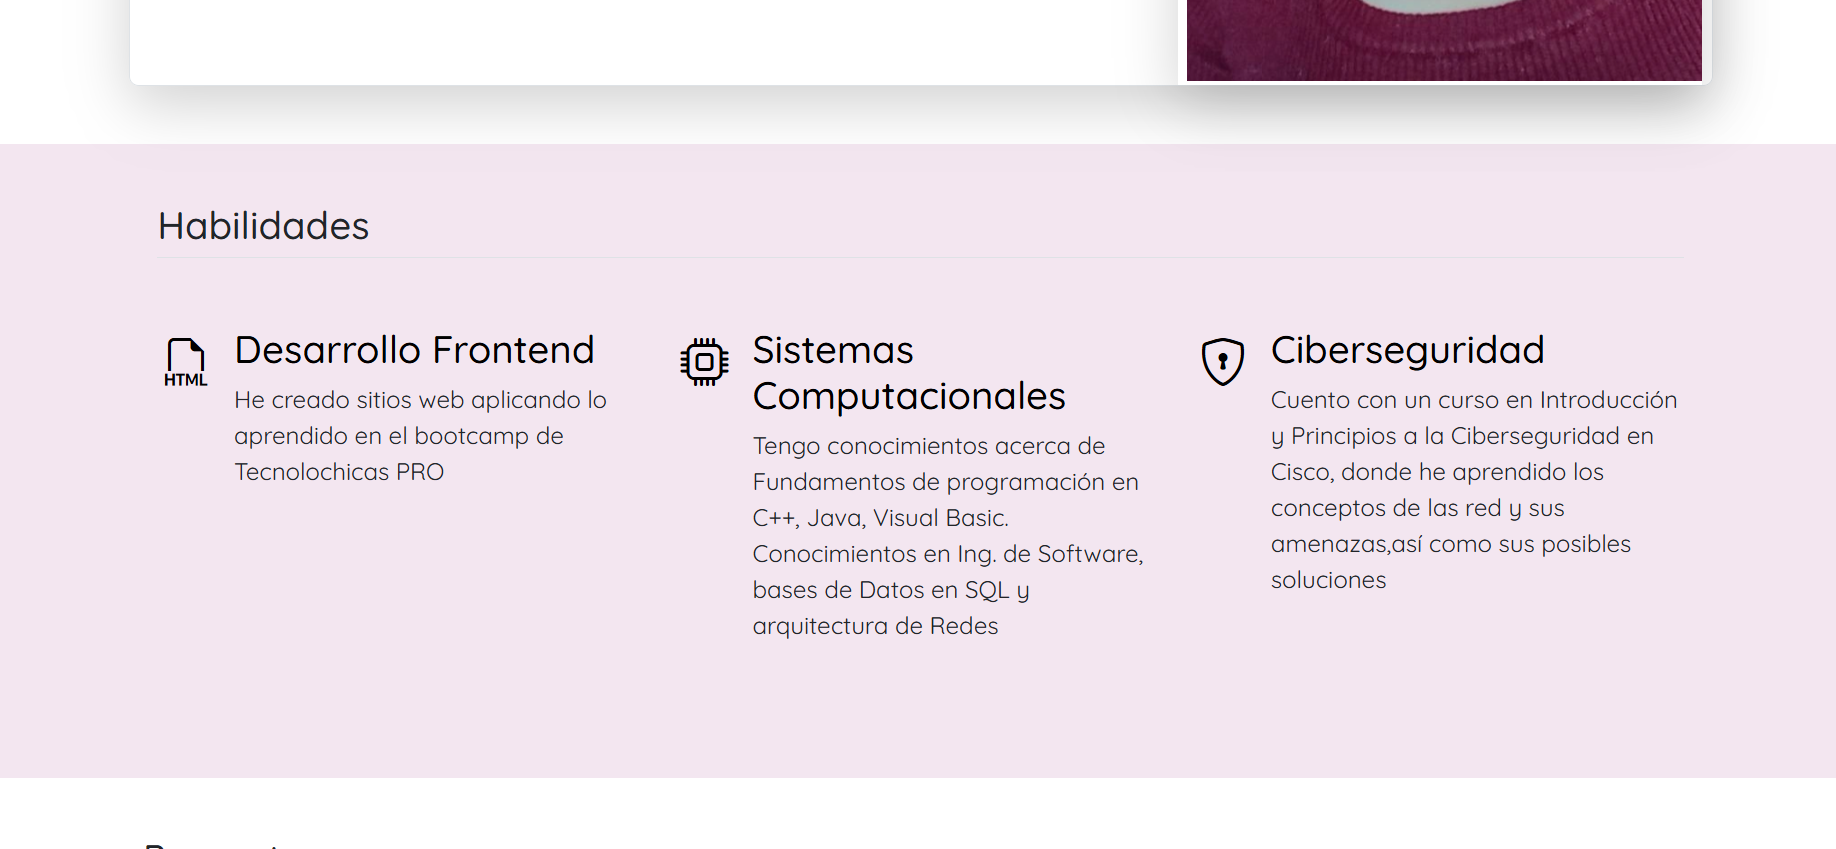 Habilidades
HTML
Desarrollo Frontend
He creado sitios web aplicando lo
aprendido en el bootcamp de
Tecnolochicas PRO
Sistemas
Computacionales
Tengo conocimientos acerca de
Fundamentos de programación en
C++, Java, Visual Basic.
Conocimientos en Ing. de Software,
bases de Datos en SQL y
arquitectura de Redes
Ciberseguridad
Cuento con un curso en Introducción
y Principios a la Ciberseguridad en
Cisco, donde he aprendido los
conceptos de las red y sus
amenazas,así como sus posibles
soluciones